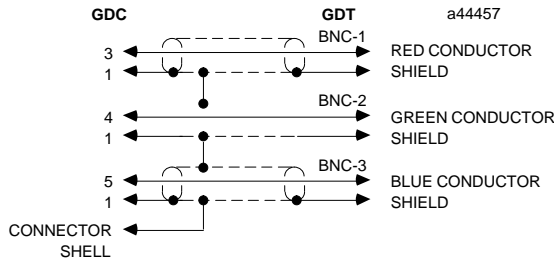 GDC GDT a44457
BNC-1
3 RED CONDUCTOR
1 SHIELD
BNC-2
4 GREEN CONDUCTOR
1 SHIELD
BNC-3
5 BLUE CONDUCTOR
1 SHIELD
CONNECTOR
SHELL